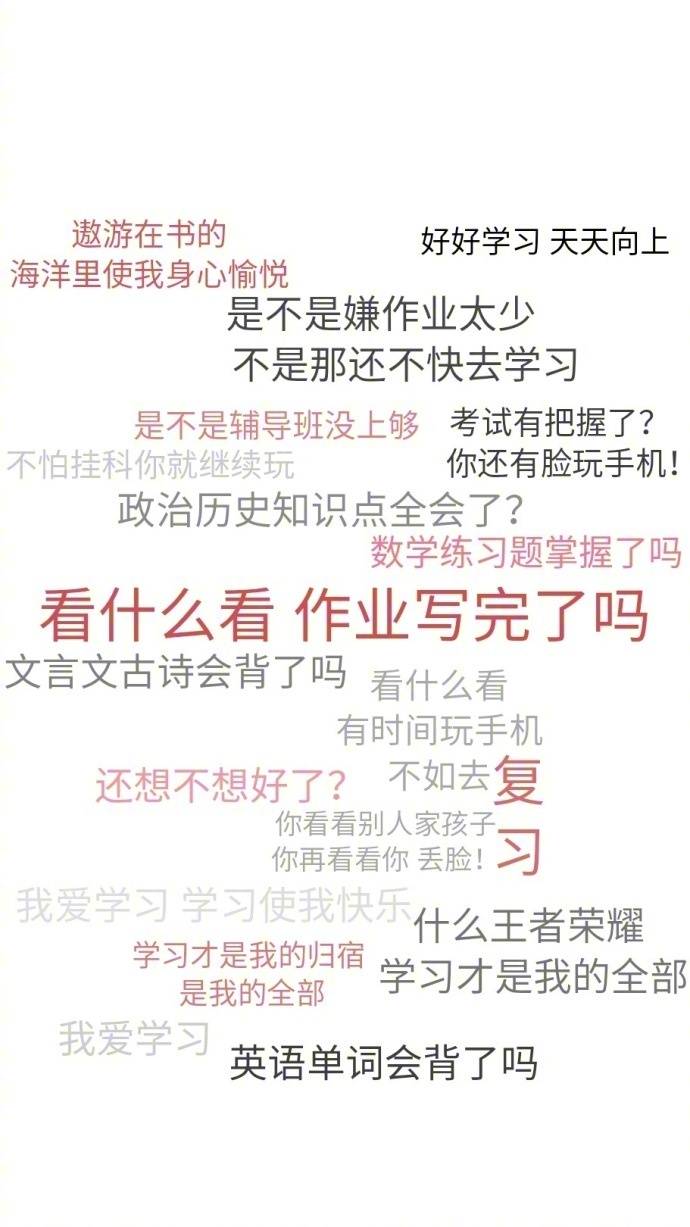 遨游在书的
海洋里使我身心愉悦
好好学习 天天向上
是不是嫌作业太少
不是那还不快去学习
是不是辅导班没上够
不怕挂科你就继续玩
考试有把握了？
你还有脸玩手机！
政治历史知识点全会了？
数学练习题掌握了吗
看什么看 作业写完了吗
文言文古诗会背了吗
看什么看
有时间玩手机
不如去复
习
还想不想好了？
你看看别人家孩子
你再看看你 丢脸！
我爱学习 学习使我快乐
什么王者荣耀
学习才是我的全部
学习才是我的归宿
是我的全部
我爱学习
英语单词会背了吗